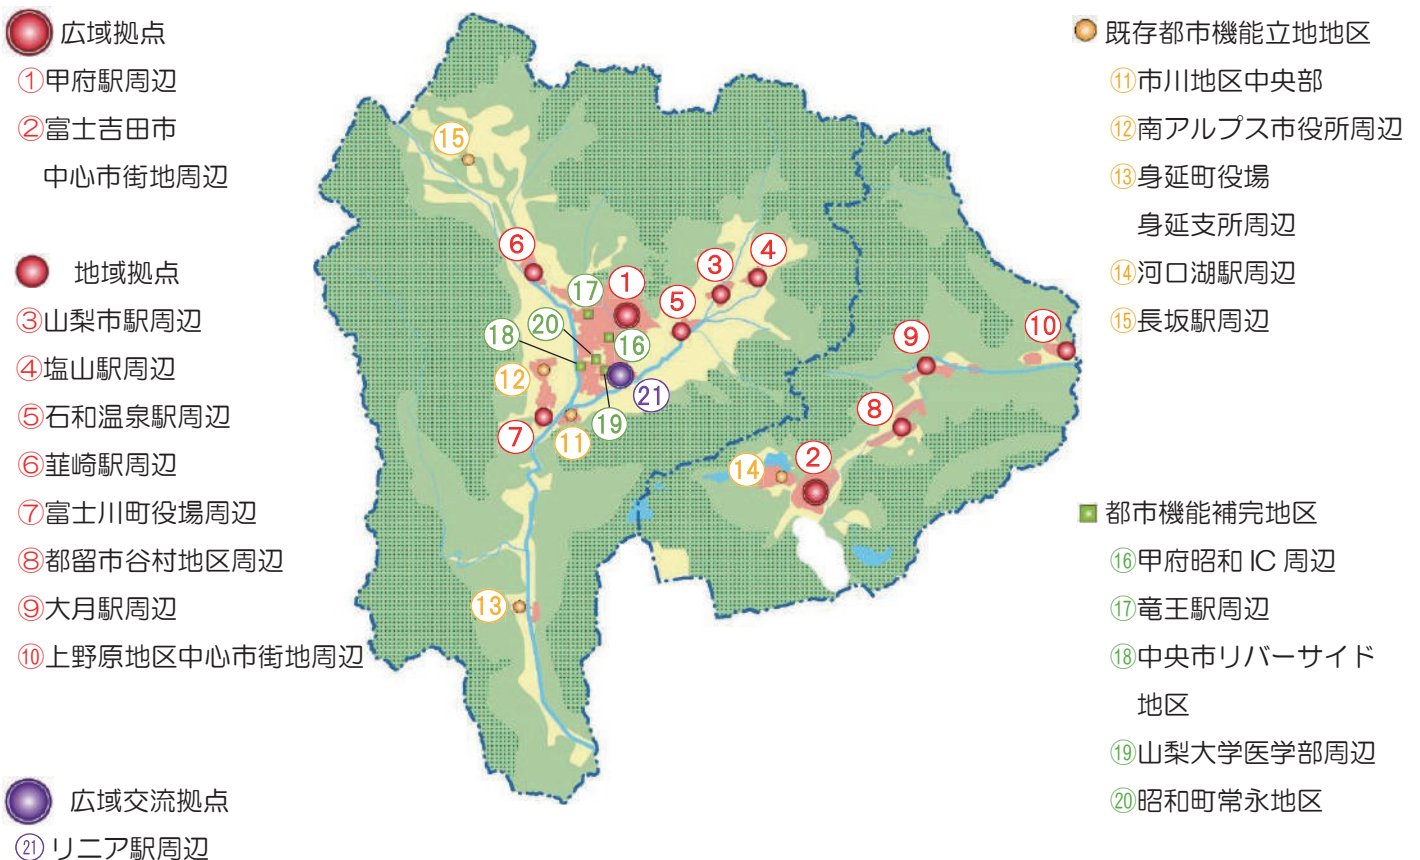 広域拠点
①甲府駅周辺
②富士吉田市
中心市街地周辺
地域拠点
③山梨市駅周辺
④塩山駅周辺
⑤石和温泉駅周辺
⑥韮崎駅周辺
⑦富士川町役場周辺
⑧都留市谷村地区周辺
⑨大月駅周辺
⑩上野原地区中心市街地周辺
広域交流拠点
㉑リニア駅周辺
⑮
⑥
③
④
⑰
①
⑤
⑱
⑳
⑯
⑨
⑩
⑫
㉑
⑧
⑦
⑪
⑲
⑭
②
⑬
既存都市機能立地地区
⑪市川地区中央部
⑫南アルプス市役所周辺
⑬身延町役場
身延支所周辺
⑭河口湖駅周辺
⑮長坂駅周辺
都市機能補完地区
⑯甲府昭和 IC 周辺
⑰竜王駅周辺
⑱中央市リバーサイド
地区
⑲山梨大学医学部周辺
⑳昭和町常永地区